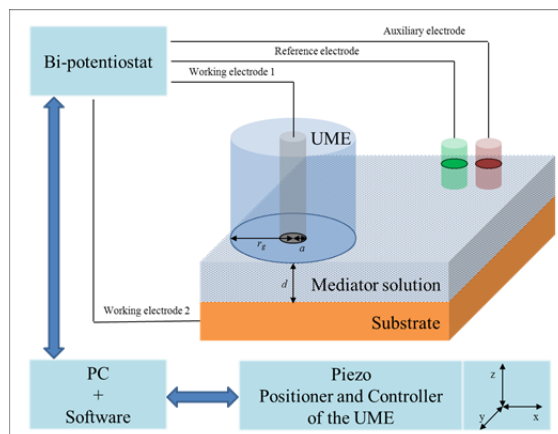 Auxiliary electrode
Reference electrode
Bi-potentiostat
Working electrode 1
UME
r_g
a
d
Mediator solution
Working electrode 2
Substrate
PC
+
Software
Piezo
Positioner and Controller
of the UME
z
y
x